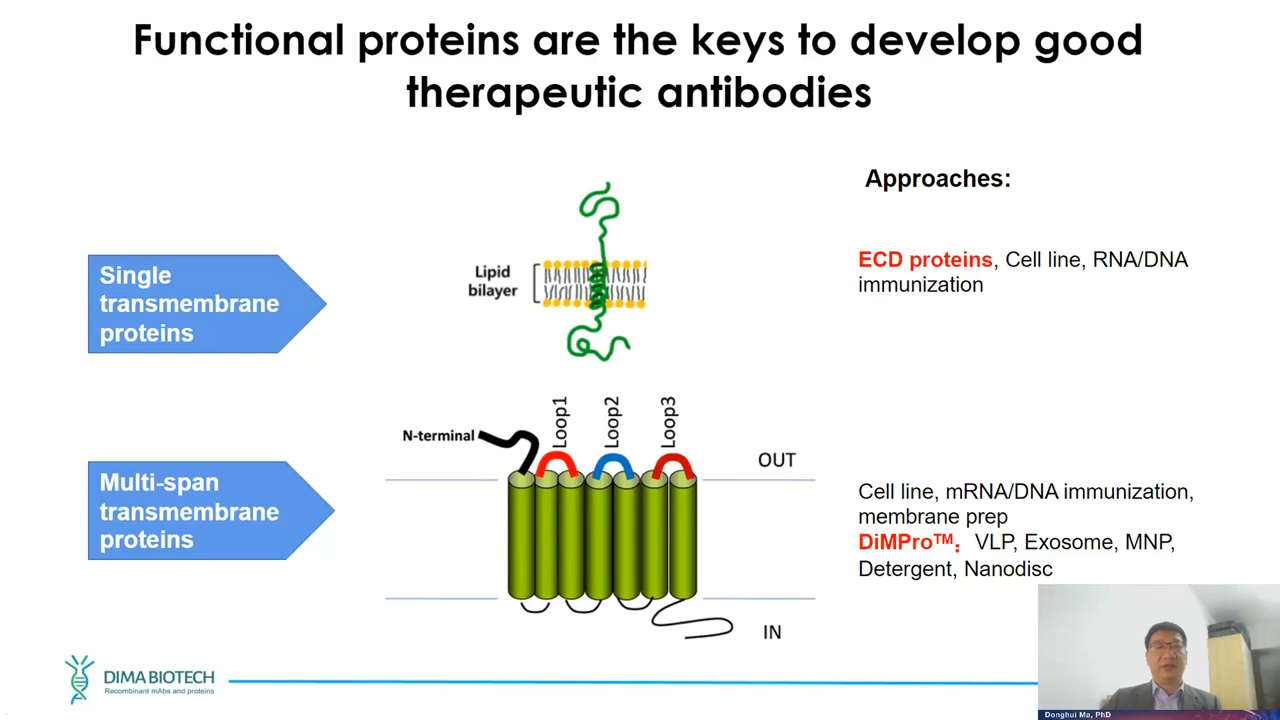 Functional proteins are the keys to develop good
therapeutic antibodies
Approaches:
Single
transmembrane
proteins
Lipid
bilayer
ECD proteins, Cell line, RNA/DNA
immunization
Multi-span
transmembrane
proteins
N-terminal
Loop1
Loop2
Loop3
OUT
IN
Cell line, mRNA/DNA immunization,
membrane prep
DiMPro™： VLP, Exosome, MNP,
Detergent, Nanodisc
DIMA BIOTECH
Recombinant mAbs and proteins
Donghui Ma, PhD